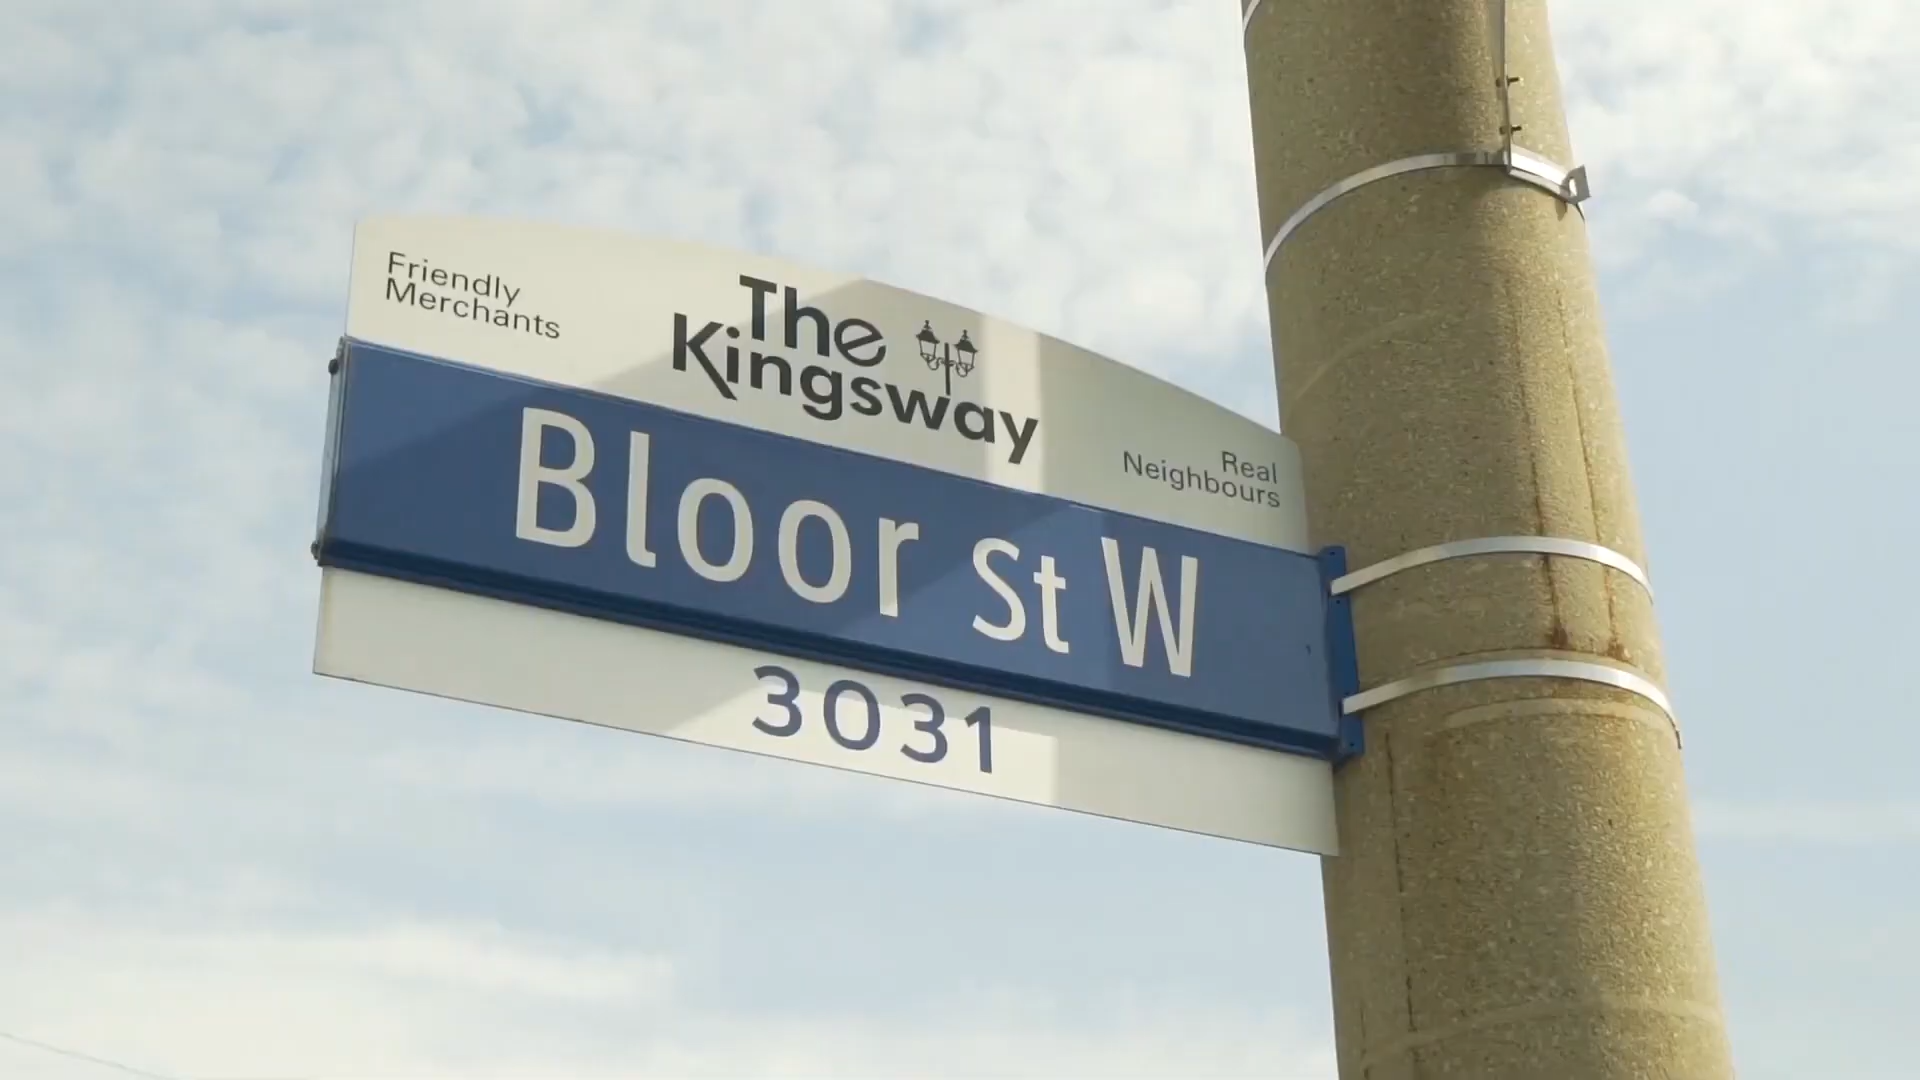 Friendly
Merchants
The
Kingsway
Real
Neighbours
Bloor St W
3031